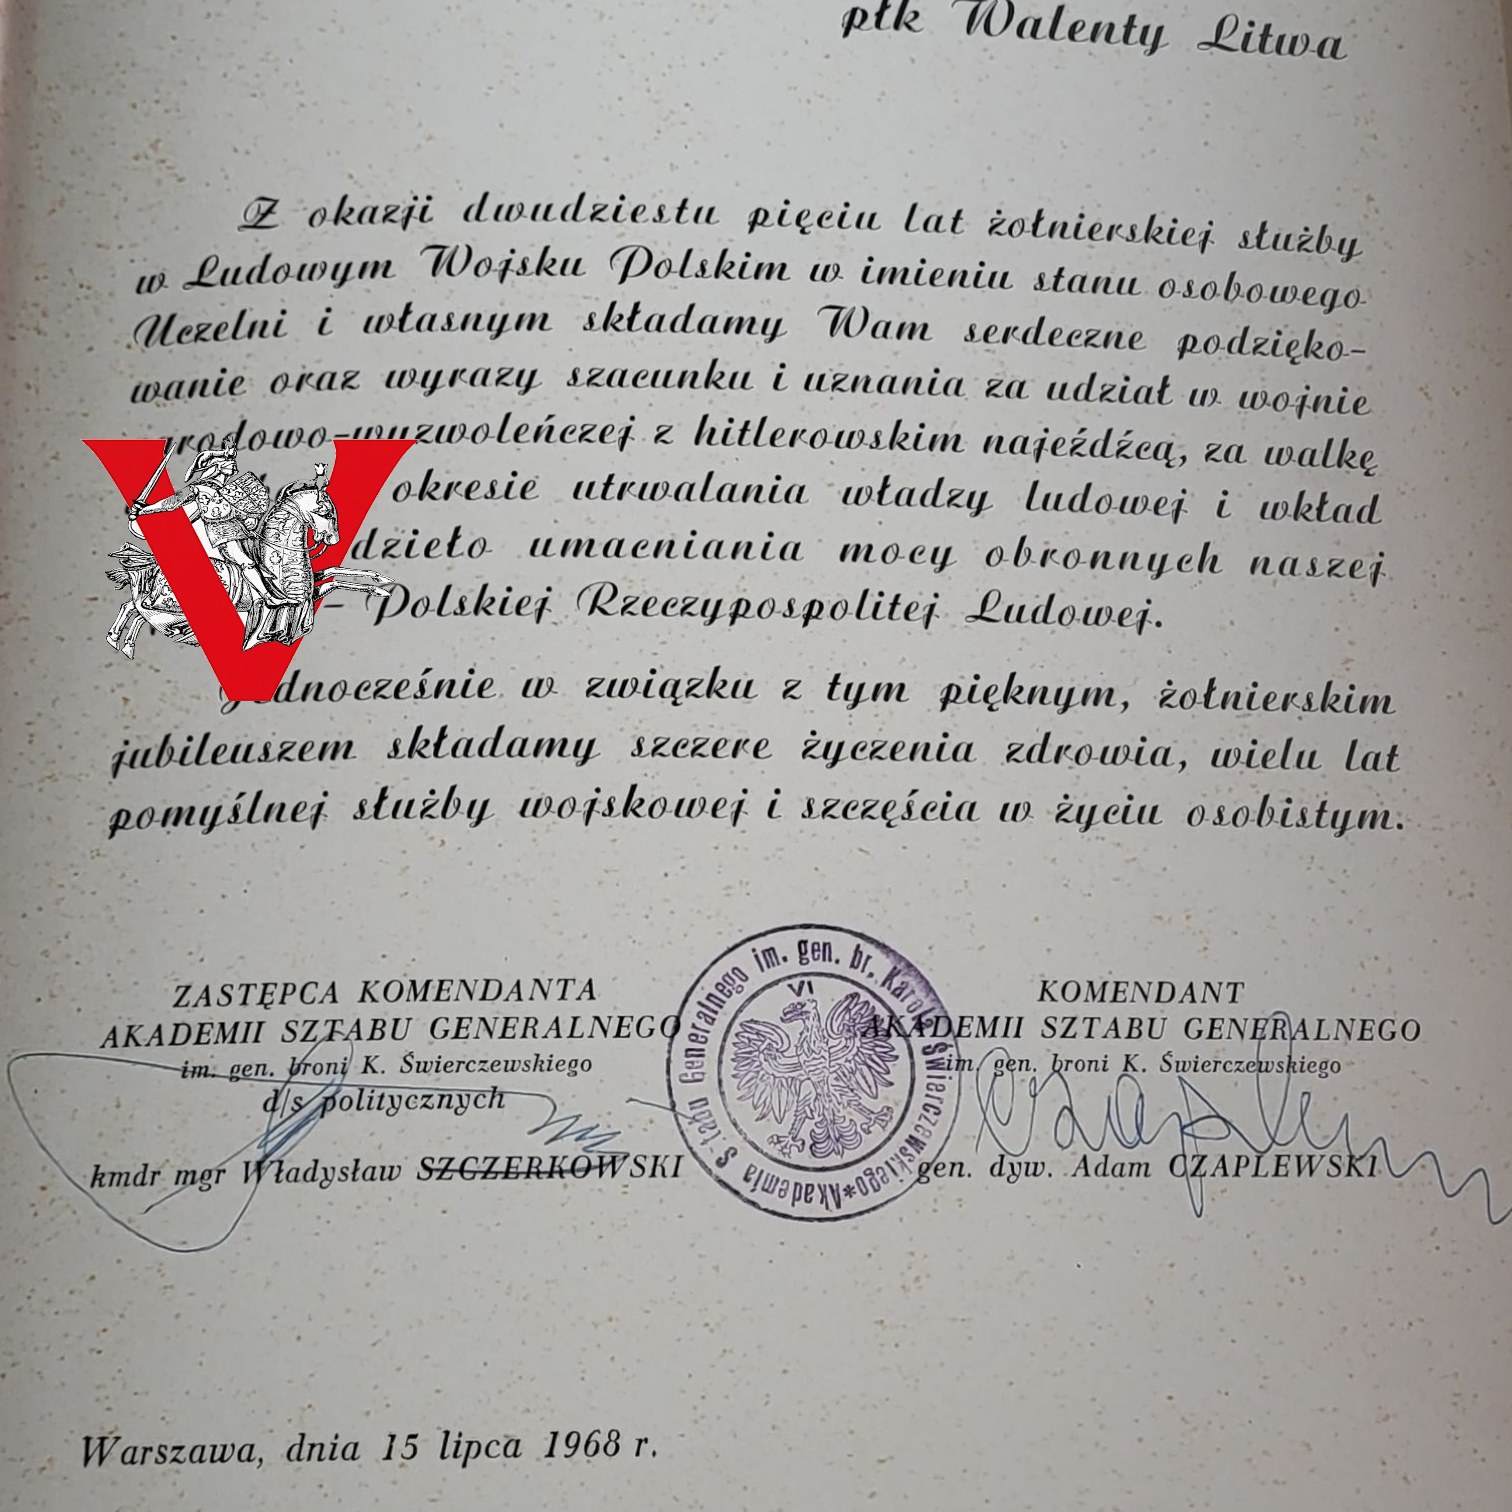 płk Walenty Litwa
Z okazji dwudziestu pięciu lat żołnierskiej służby
w Ludowym Wojsku Polskim w imieniu stanu osobowego
Uczelni i własnym składamy Wam serdeczne podzięko-
wanie oraz wyrazy szacunku i uznania za udział w wojnie
wyzwoleńczej z hitlerowskim najeźdźcą, za walkę
okresie utrwalania władzy ludowej i wkład
dzieło umacniania mocy obronnych naszej
– Polskiej Rzeczypospolitej Ludowej.
Jednocześnie w związku z tym pięknym, żołnierskim
jubileuszem składamy szczere życzenia zdrowia, wielu lat
pomyślnej służby wojskowej i szczęścia w życiu osobistym.
ZASTĘPCA KOMENDANTA
AKADEMII SZTABU GENERALNEGO
im. gen. broni K. Świerczewskiego
d/s politycznych
kmdr mgr Władysław SZCZERKOWSKI
KOMENDANT
AKADEMII SZTABU GENERALNEGO
im. gen. broni K. Świerczewskiego
gen. dyw. Adam CZAPLEWSKI
Akademia Sztabu Generalnego im. gen. br. Karola Świerczewskiego*
VI
Warszawa, dnia 15 lipca 1968 r.
V